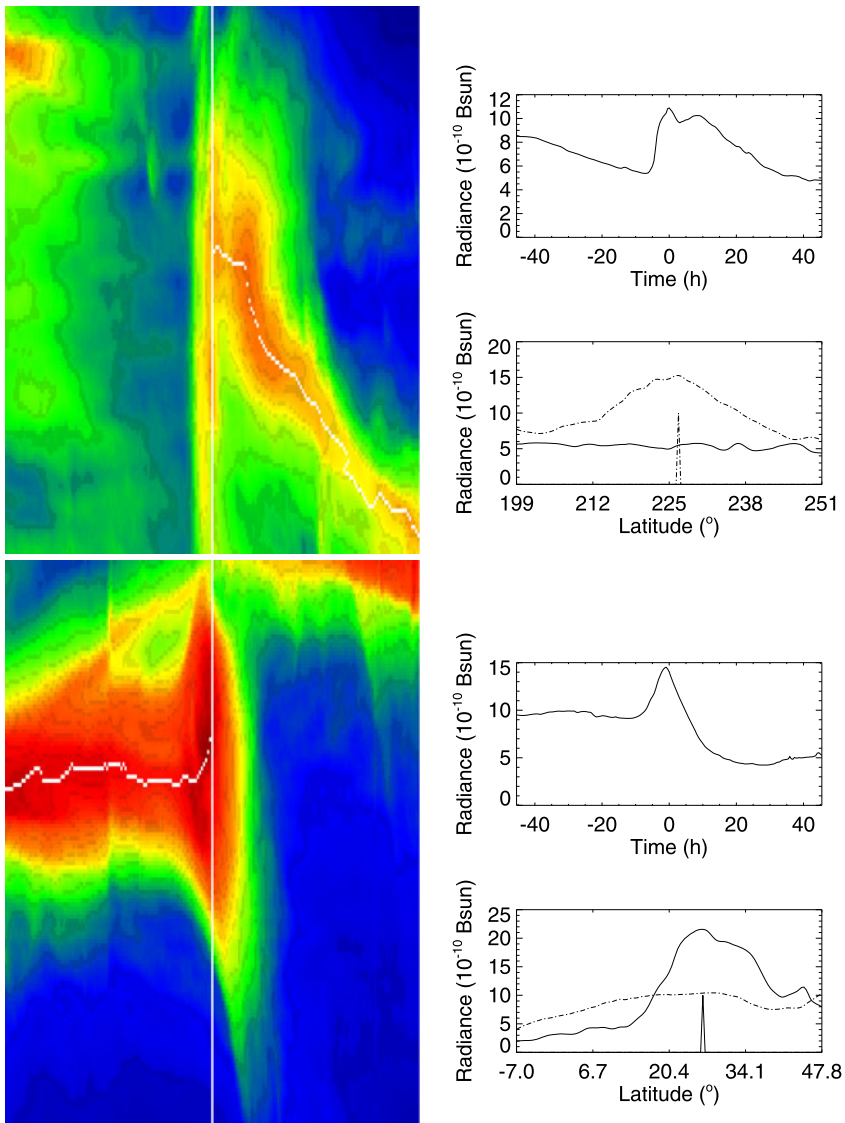 12
10
8
6
4
2
0
Radiance (10⁻¹⁰ Bsun)
-40 -20 0 20 40
Time (h)
20
15
10
5
0
Radiance (10⁻¹⁰ Bsun)
199 212 225 238 251
Latitude (º)
15
10
5
0
Radiance (10⁻¹⁰ Bsun)
-40 -20 0 20 40
Time (h)
25
20
15
10
5
0
Radiance (10⁻¹⁰ Bsun)
-7.0 6.7 20.4 34.1 47.8
Latitude (º)